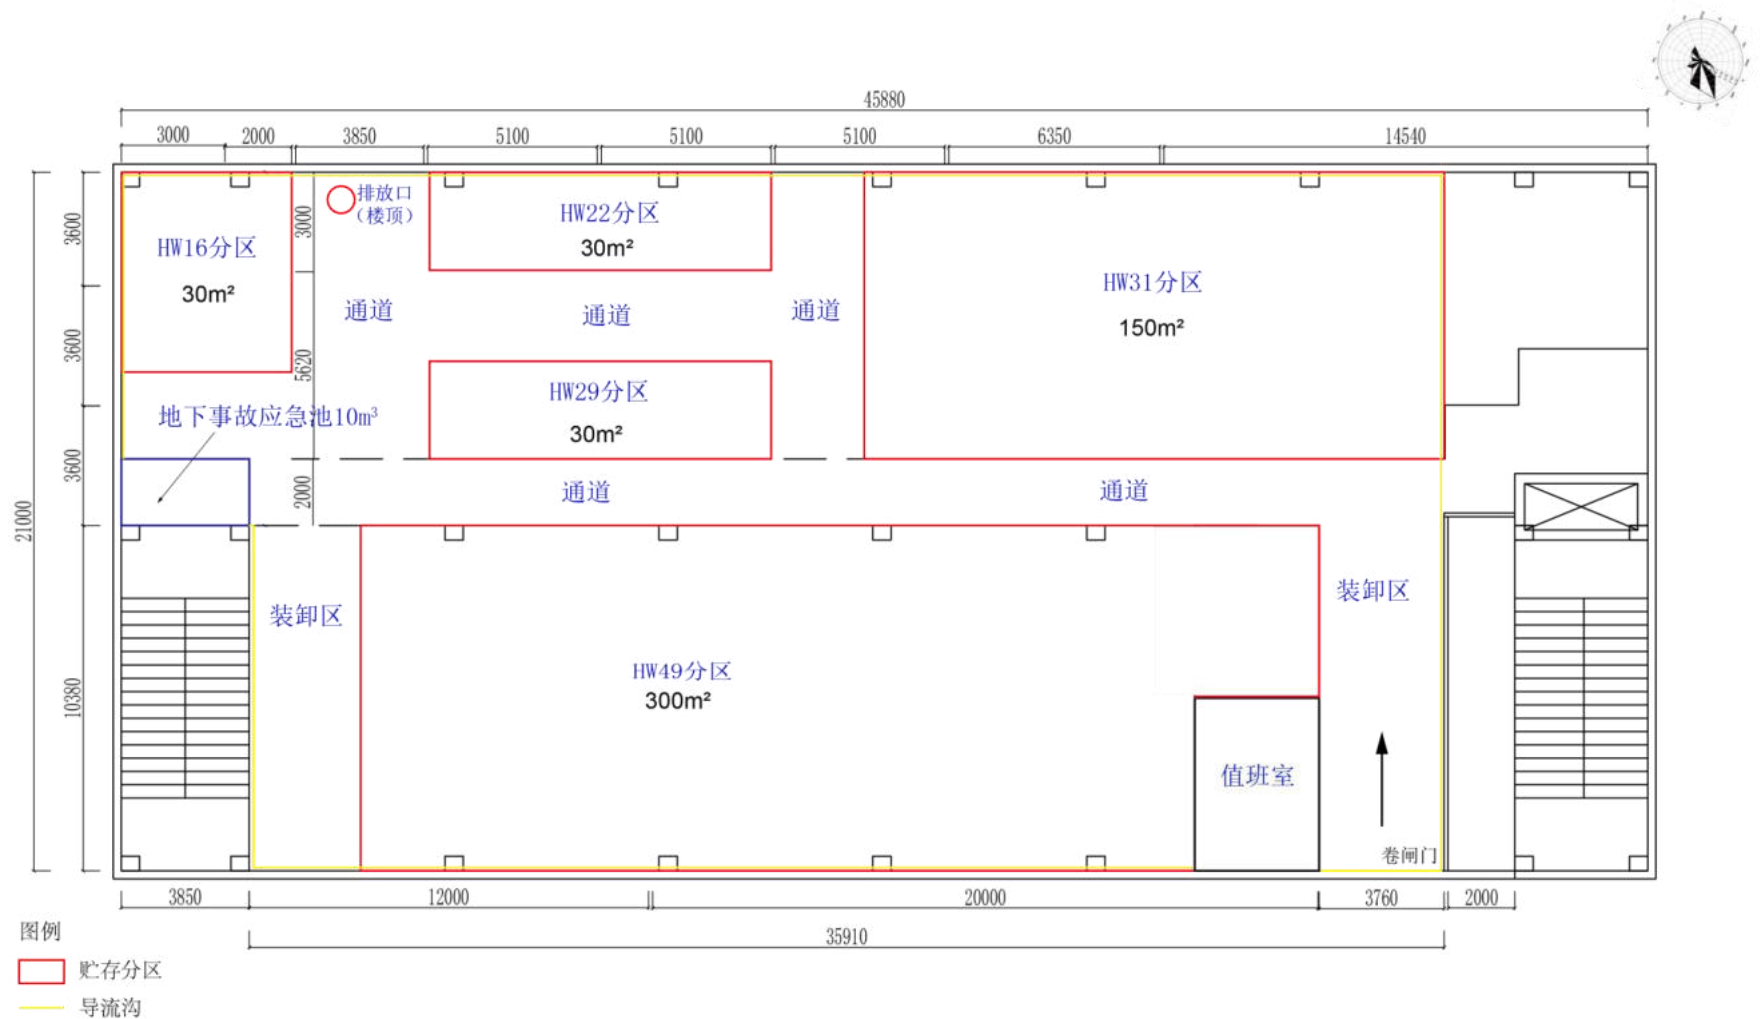 45880
3000
2000
3850
5100
5100
5100
6350
14540
排放口
（楼顶）
HW16分区
30m²
3000
HW22分区
30m²
HW31分区
150m²
通道
通道
通道
3600
3600
3600
10380
21000
5620
HW29分区
30m²
地下事故应急池10m³
2000
通道
通道
装卸区
装卸区
HW49分区
300m²
值班室
卷闸门
3850
12000
20000
3760
2000
35910
图例
贮存分区
导流沟